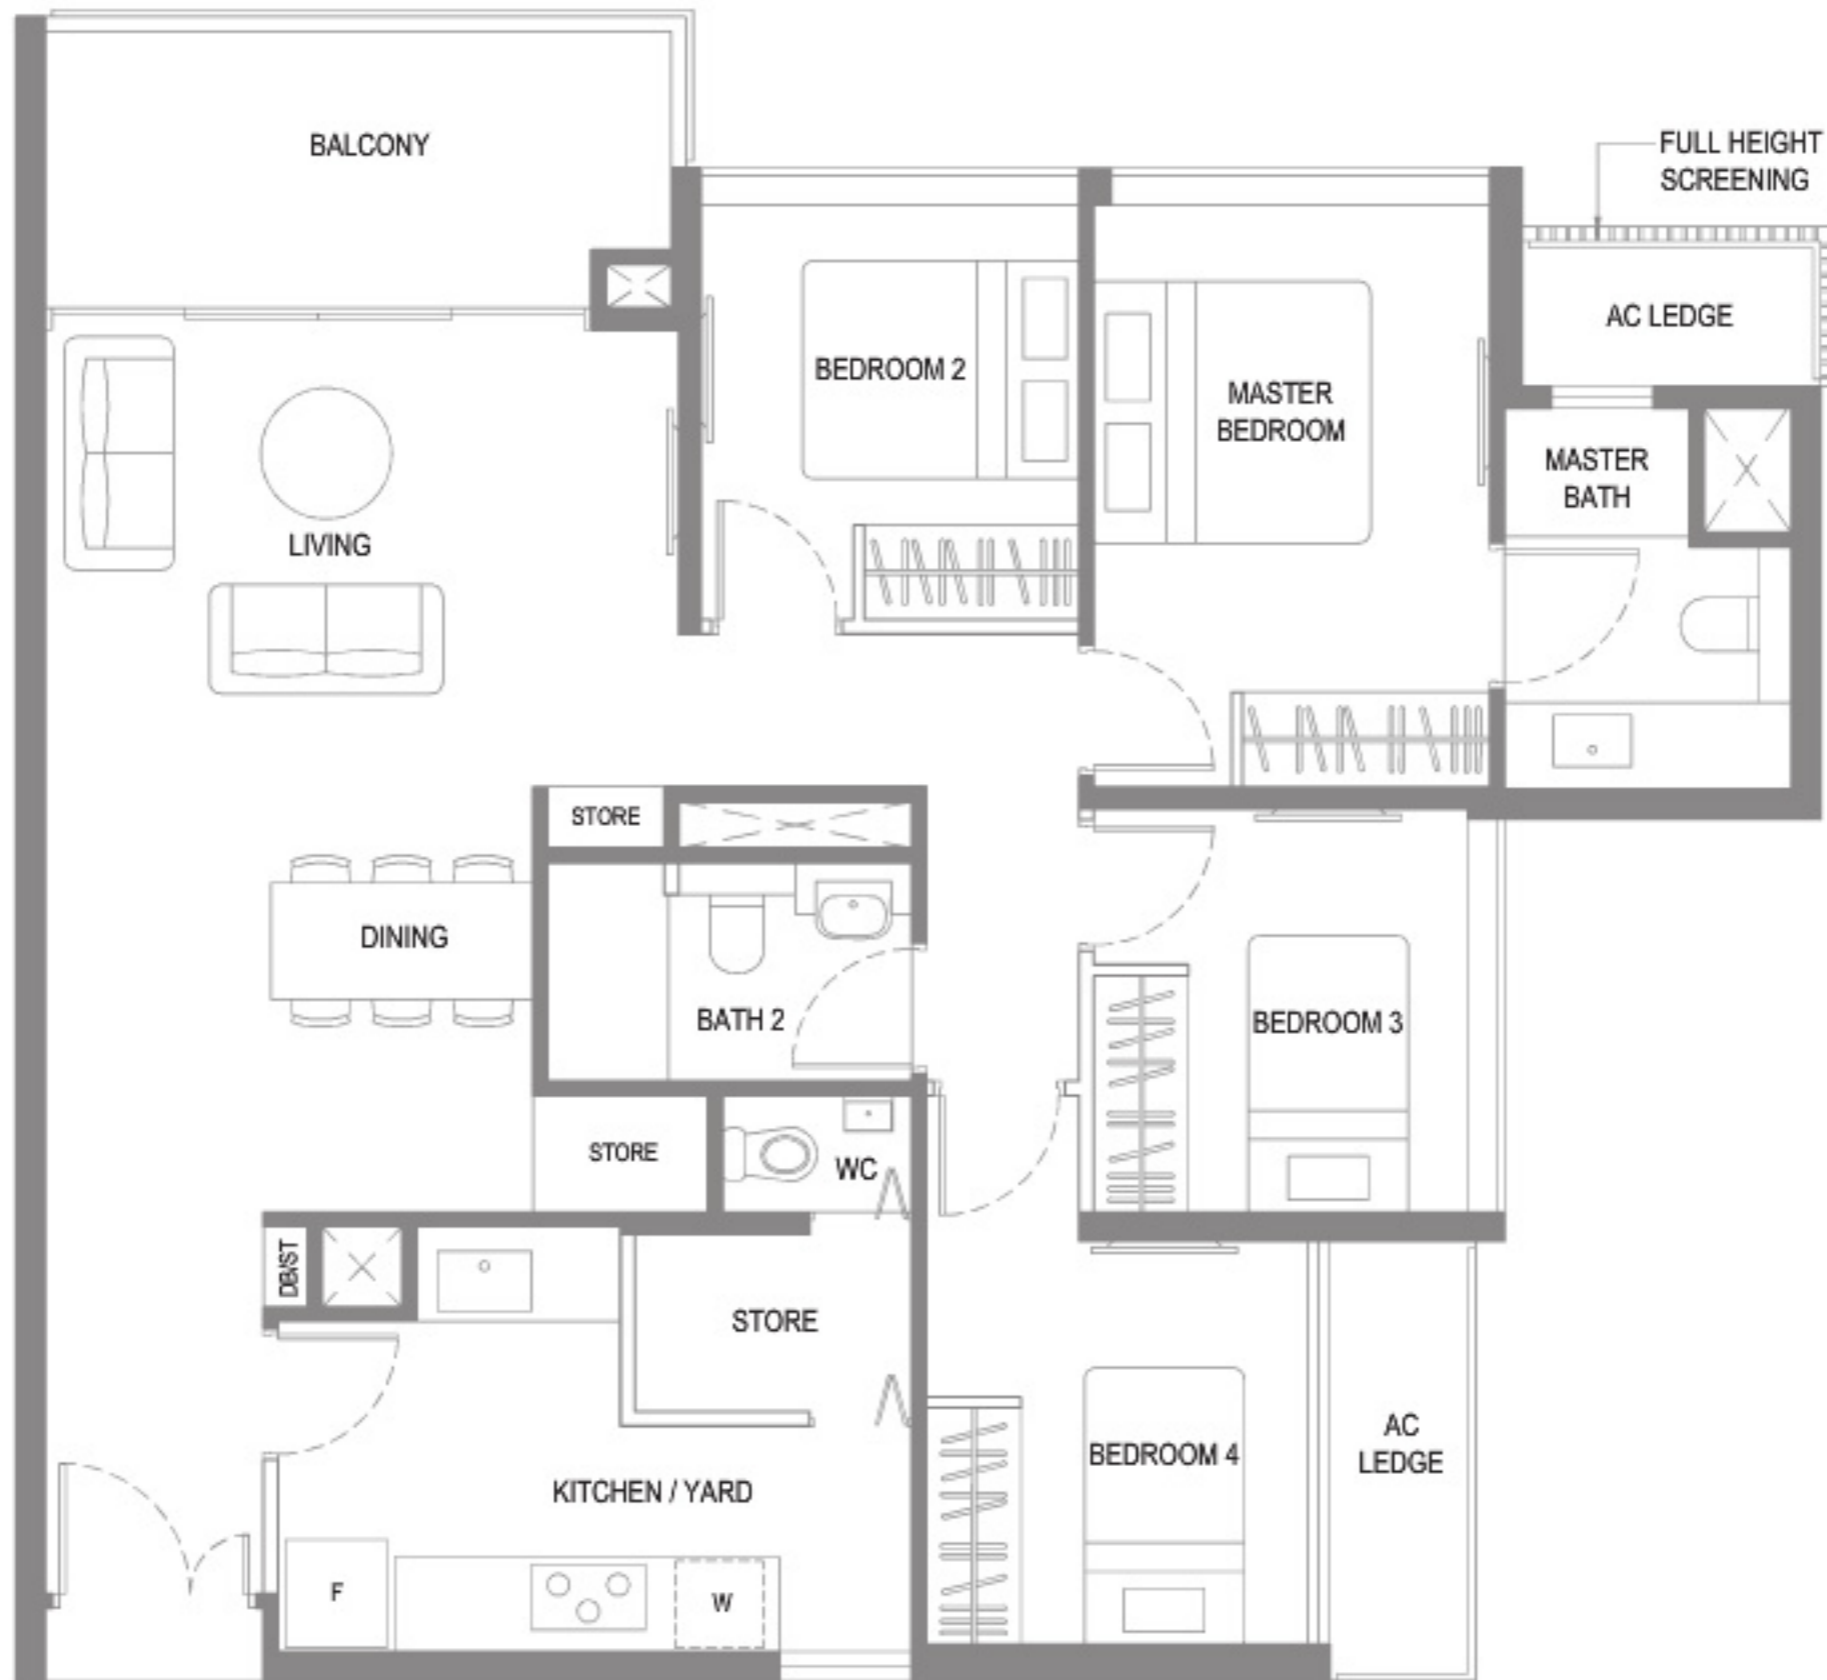 BALCONY
FULL HEIGHT
SCREENING
AC LEDGE
BEDROOM 2
MASTER
BEDROOM
MASTER
BATH
LIVING
STORE
DINING
BATH 2
BEDROOM 3
STORE
WC
DB/ST
STORE
BEDROOM 4
AC
LEDGE
KITCHEN / YARD
F
W